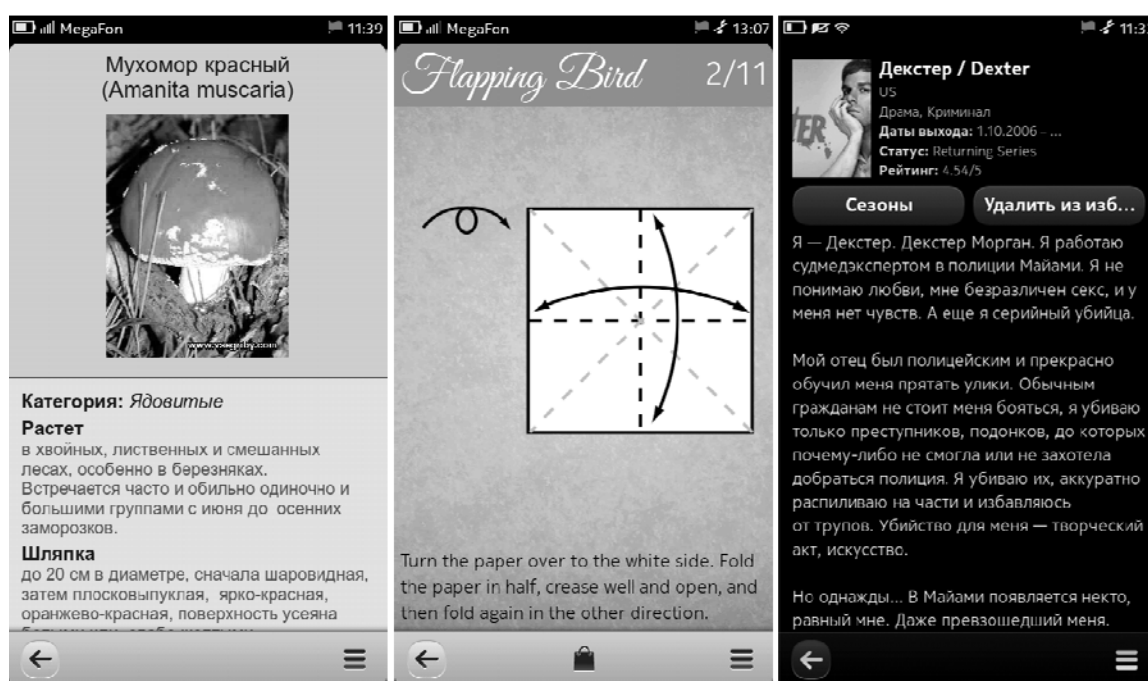 MegaFon 11:39
Мухомор красный
(Amanita muscaria)
www.vsegriby.com
Категория: Ядовитые
Растет
в хвойных, лиственных и смешанных
лесах, особенно в березняках.
Встречается часто и обильно одиночно и
большими группами с июня до осенних
заморозков.
Шляпка
до 20 см в диаметре, сначала шаровидная,
затем плосковыпуклая, ярко-красная,
оранжево-красная, поверхность усеяна
MegaFon 13:07
Flapping Bird 2/11
Turn the paper over to the white side. Fold
the paper in half, crease well and open, and
then fold again in the other direction.
Декстер / Dexter
US
Драма, Криминал
Даты выхода: 1.10.2006 – ...
Статус: Returning Series
Рейтинг: 4.54/5
Сезоны
Удалить из изб...
Я — Декстер. Декстер Морган. Я работаю
судмедэкспертом в полиции Майами. Я не
понимаю любви, мне безразличен секс, и у
меня нет чувств. А еще я серийный убийца.
Мой отец был полицейским и прекрасно
обучил меня прятать улики. Обычным
гражданам не стоит меня бояться, я убиваю
только преступников, подонков, до которых
почему-либо не смогла или не захотела
добраться полиция. Я убиваю их, аккуратно
распиливаю на части и избавляюсь
от трупов. Убийство для меня — творческий
акт, искусство.
Но однажды... В Майами появляется некто,
равный мне. Даже превзошедший меня.